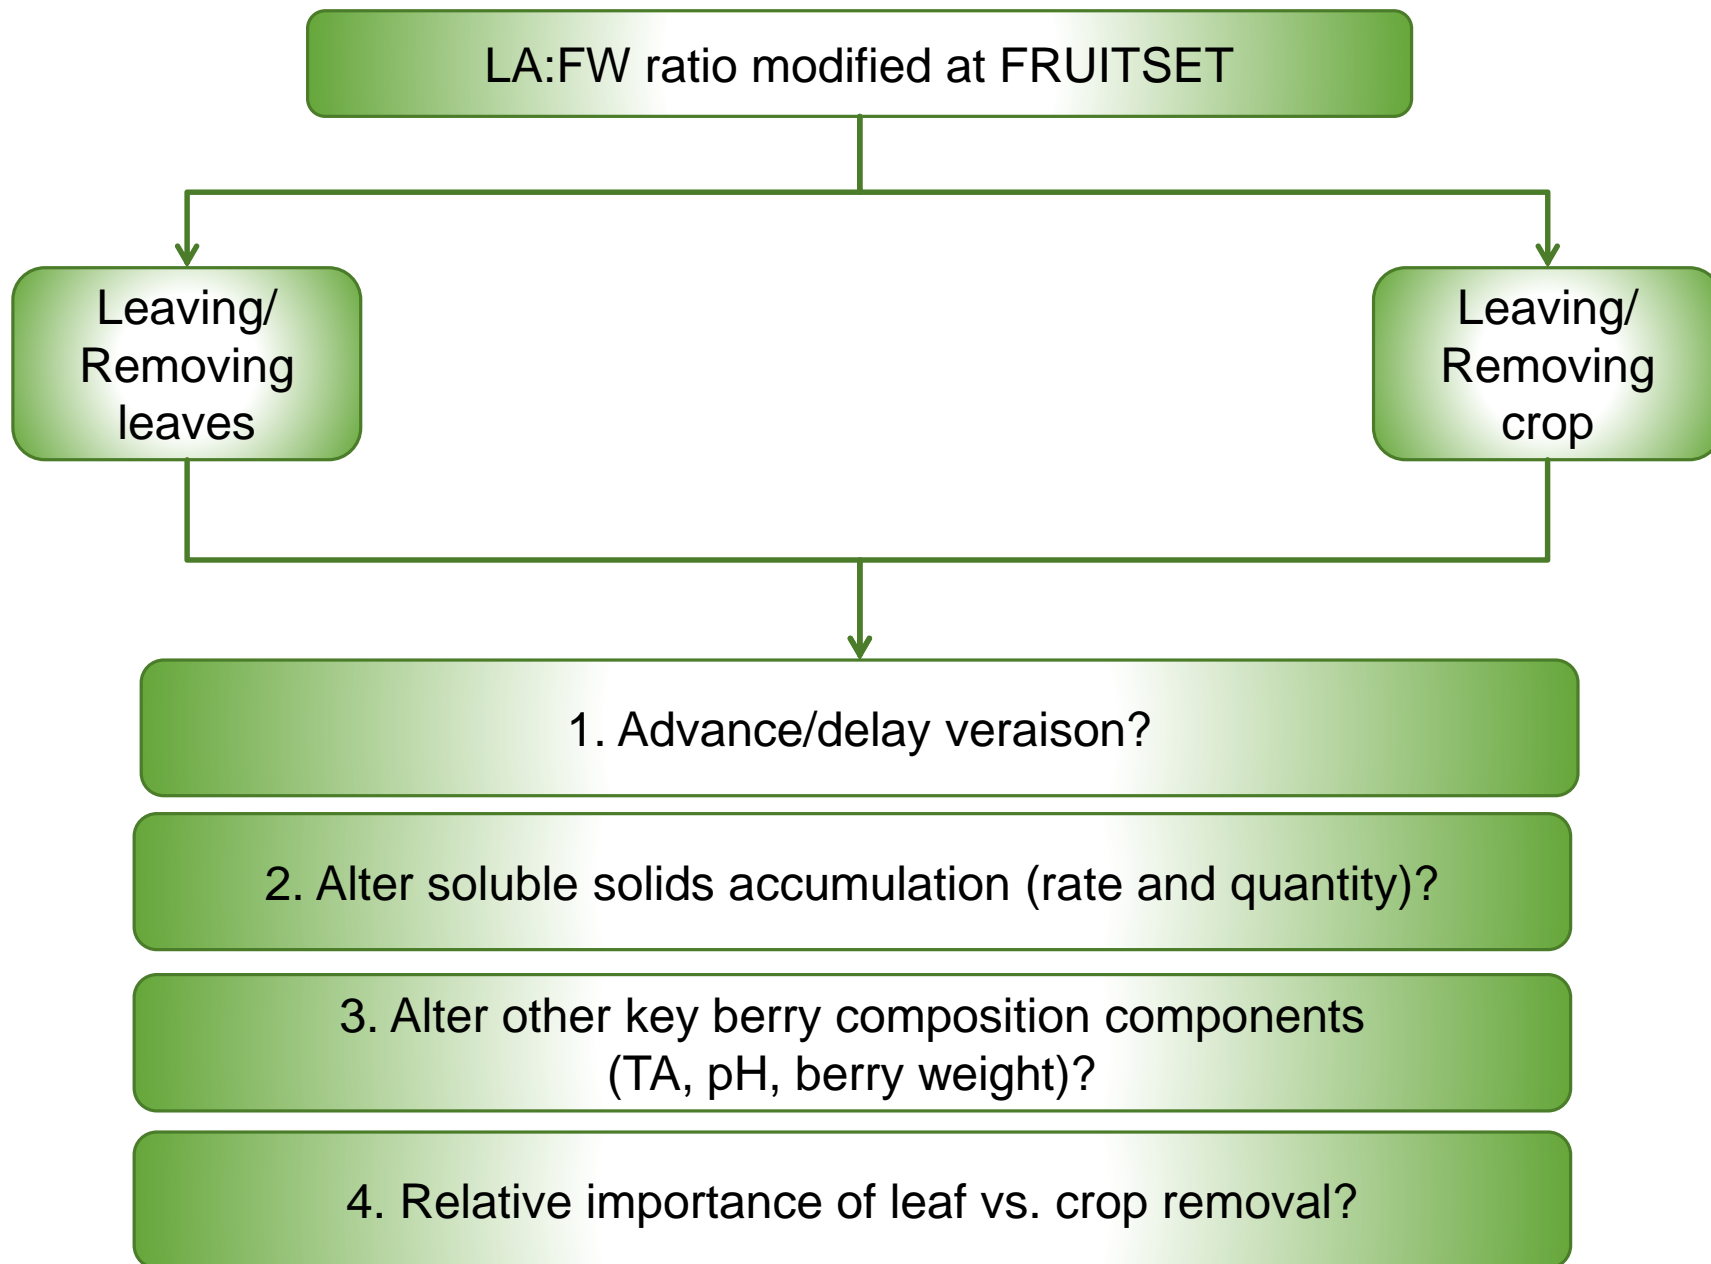 LA:FW ratio modified at FRUITSET
Leaving/
Removing
leaves
Leaving/
Removing
crop
1. Advance/delay veraison?
2. Alter soluble solids accumulation (rate and quantity)?
3. Alter other key berry composition components
(TA, pH, berry weight)?
4. Relative importance of leaf vs. crop removal?